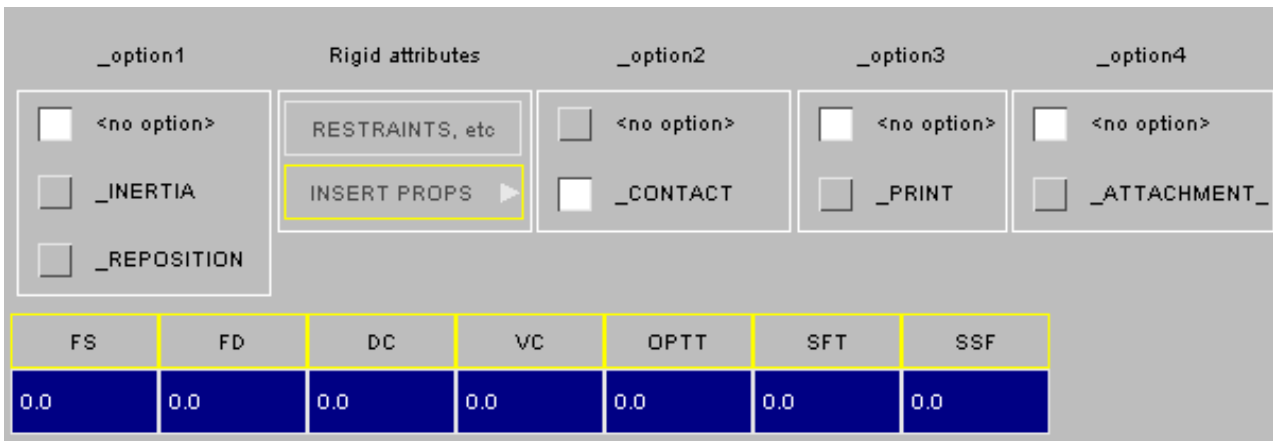 _option1 Rigid attributes _option2 _option3 _option4
<no option> RESTRAINTS, etc <no option> <no option> <no option>
_INERTIA INSERT PROPS _CONTACT _PRINT _ATTACHMENT_
_REPOSITION
FS FD DC VC OPTT SFT SSF
0.0 0.0 0.0 0.0 0.0 0.0 0.0